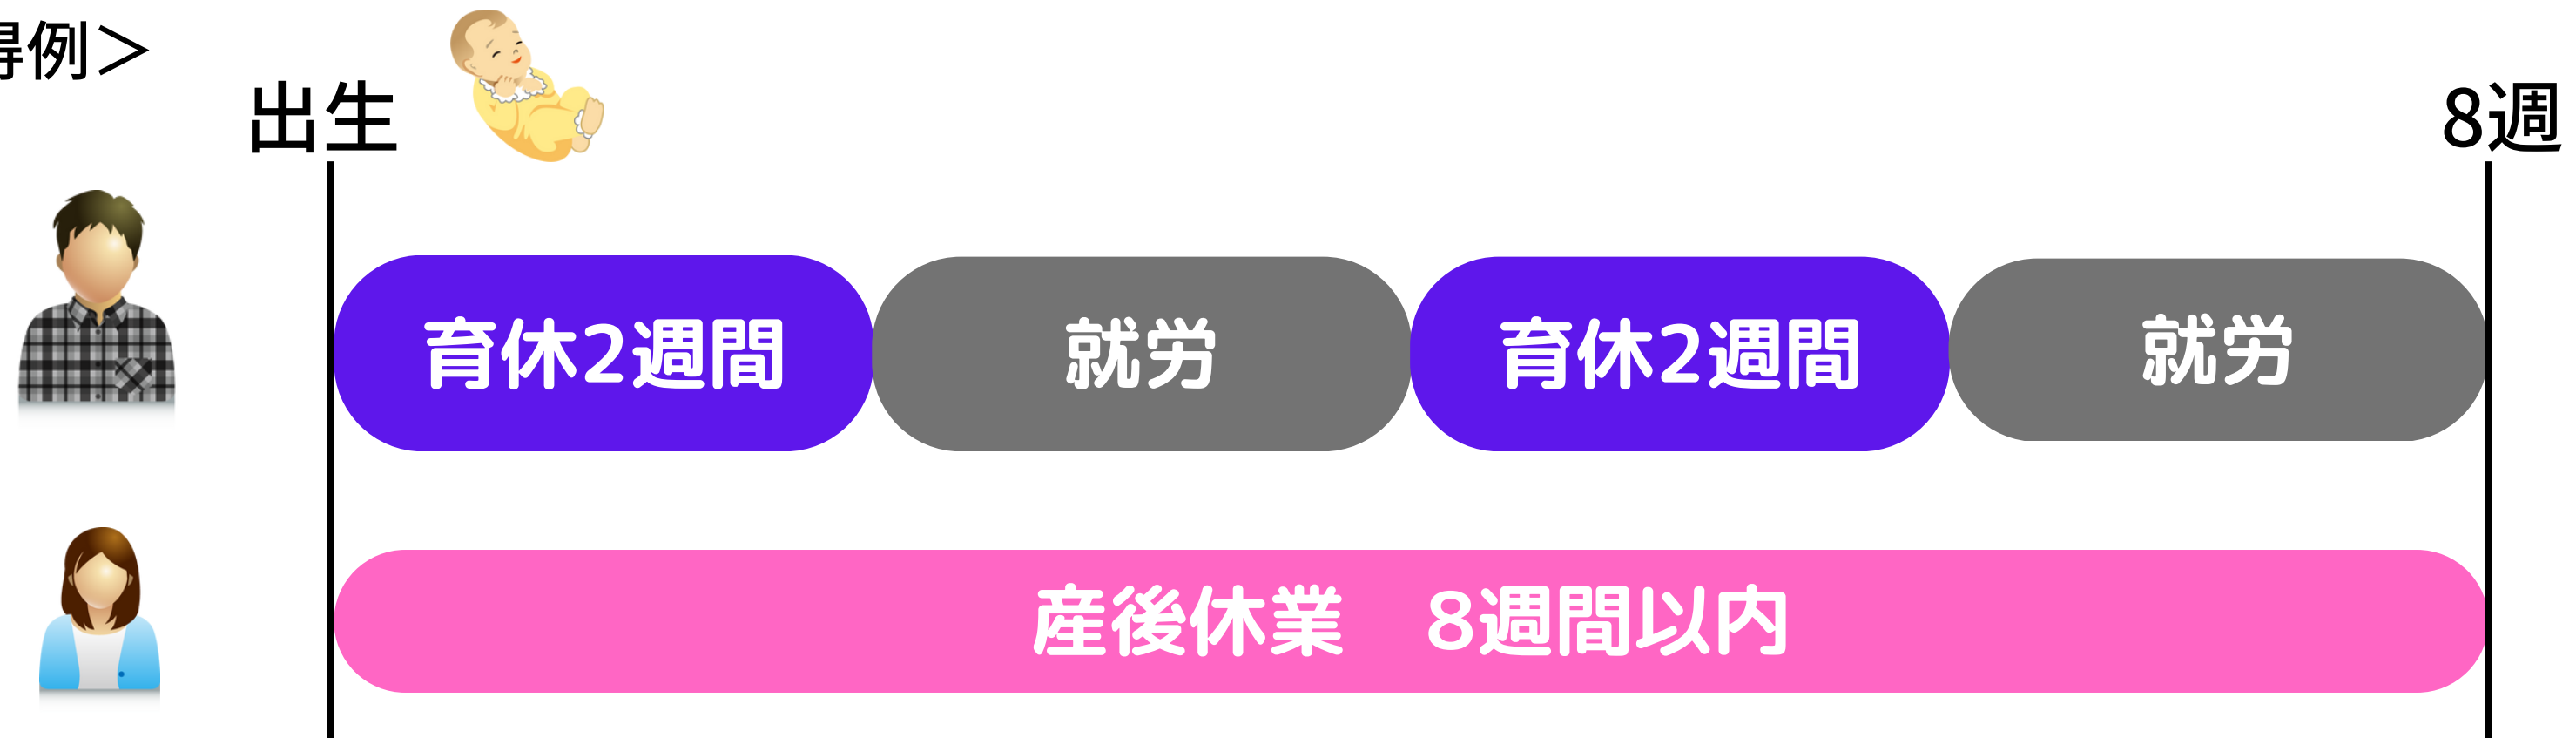 得例＞
出生
8週
育休2週間
就労
育休2週間
就労
産後休業　8週間以内